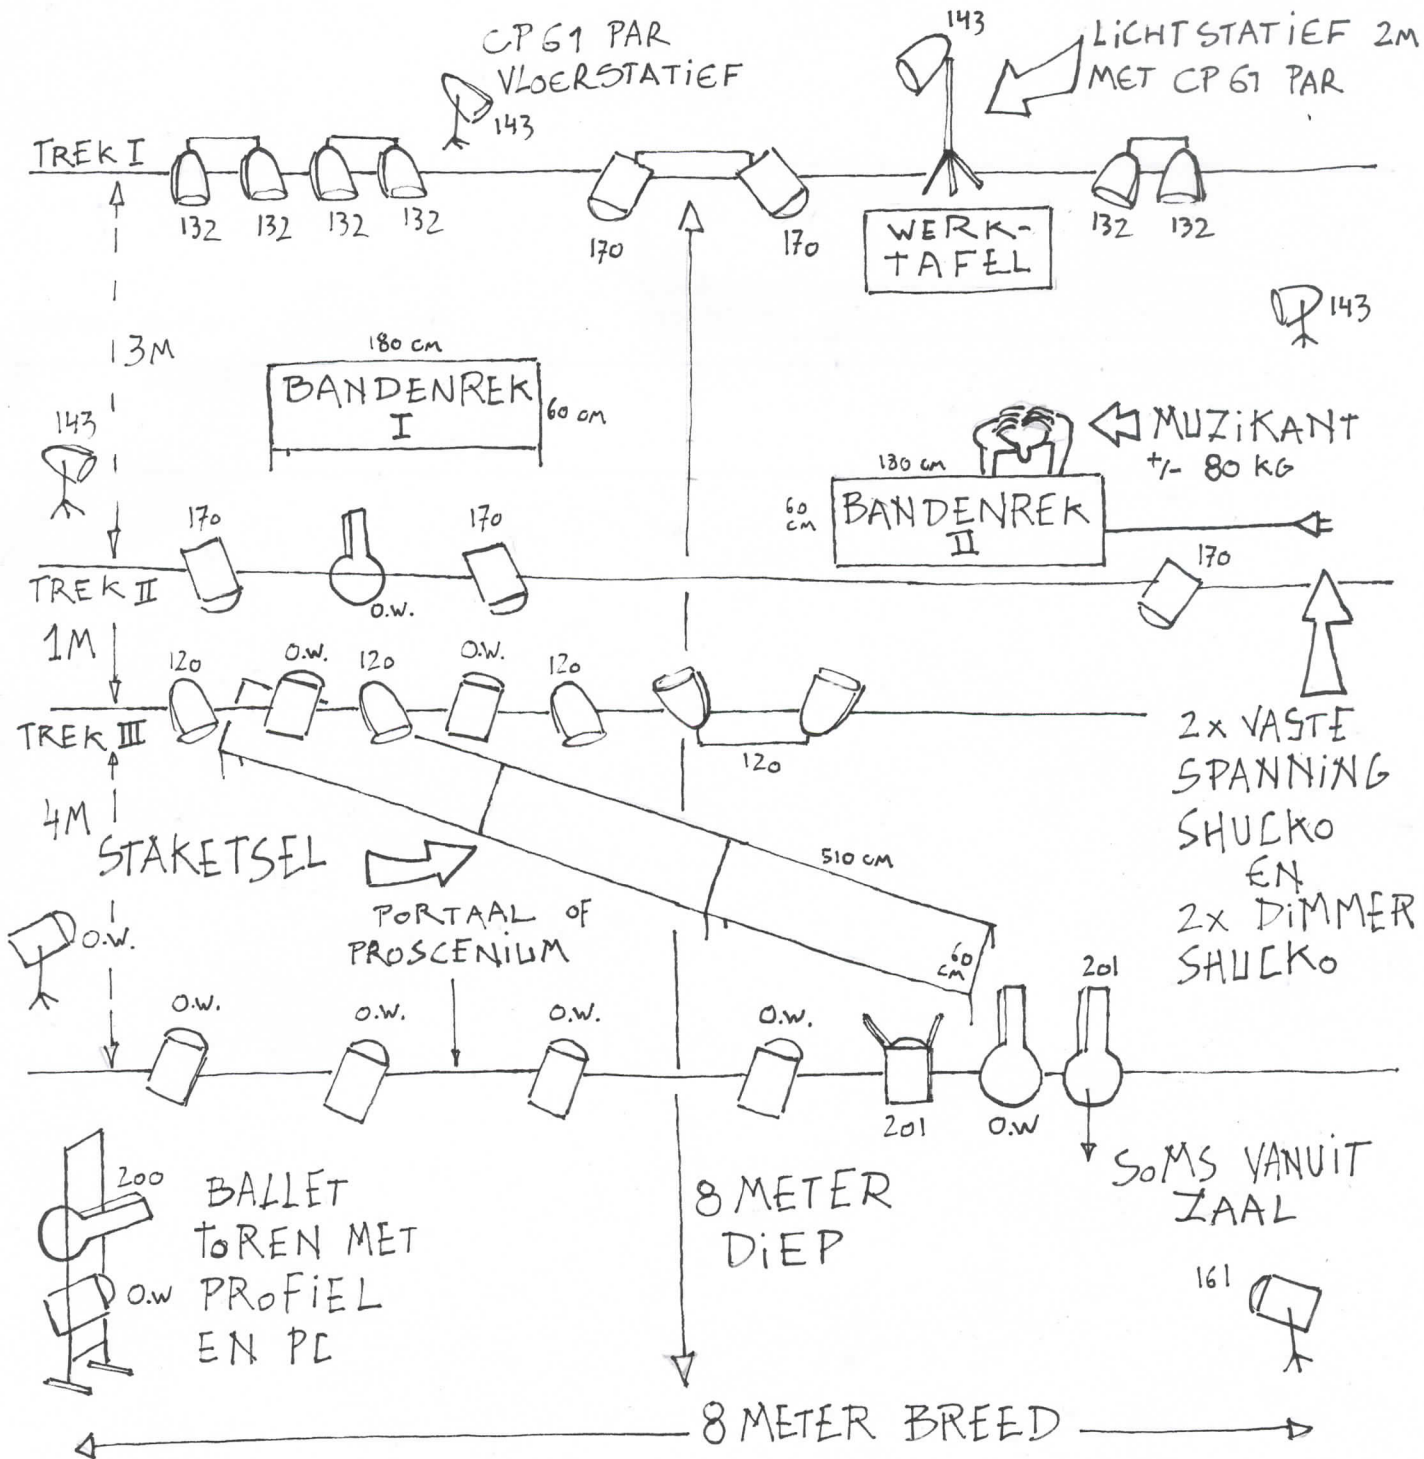 CP 61 PAR
VLOERSTATIEF
143
143
LiCHTSTATiEF 2M
MET CP 61 PAR
TREK I
132
132
132
132
170
170
WERK-
TAFEL
132
132
143
3M
180 cm
BANDENREK
I
60 cm
143
MUZiKANT
+/- 80 KG
180 cm
60
cm
BANDENREK
II
170
170
170
TREK II
O.W.
1M
120
O.W.
120
O.W.
120
TREK III
120
2x VASTE
SPANNiNG
SHUCKO
EN
2x DiMMER
SHUCKO
4M
STAKETSEL
510 cm
PORTAAL OF
PROSCENiUM
60
cm
O.W.
O.W.
O.W.
O.W.
O.W.
201
201
O.W
SOMS VANUiT
ZAAL
200
BALLET
TOREN MET
PROFiEL
EN PC
O.W
8 METER
DiEP
161
8 METER BREED